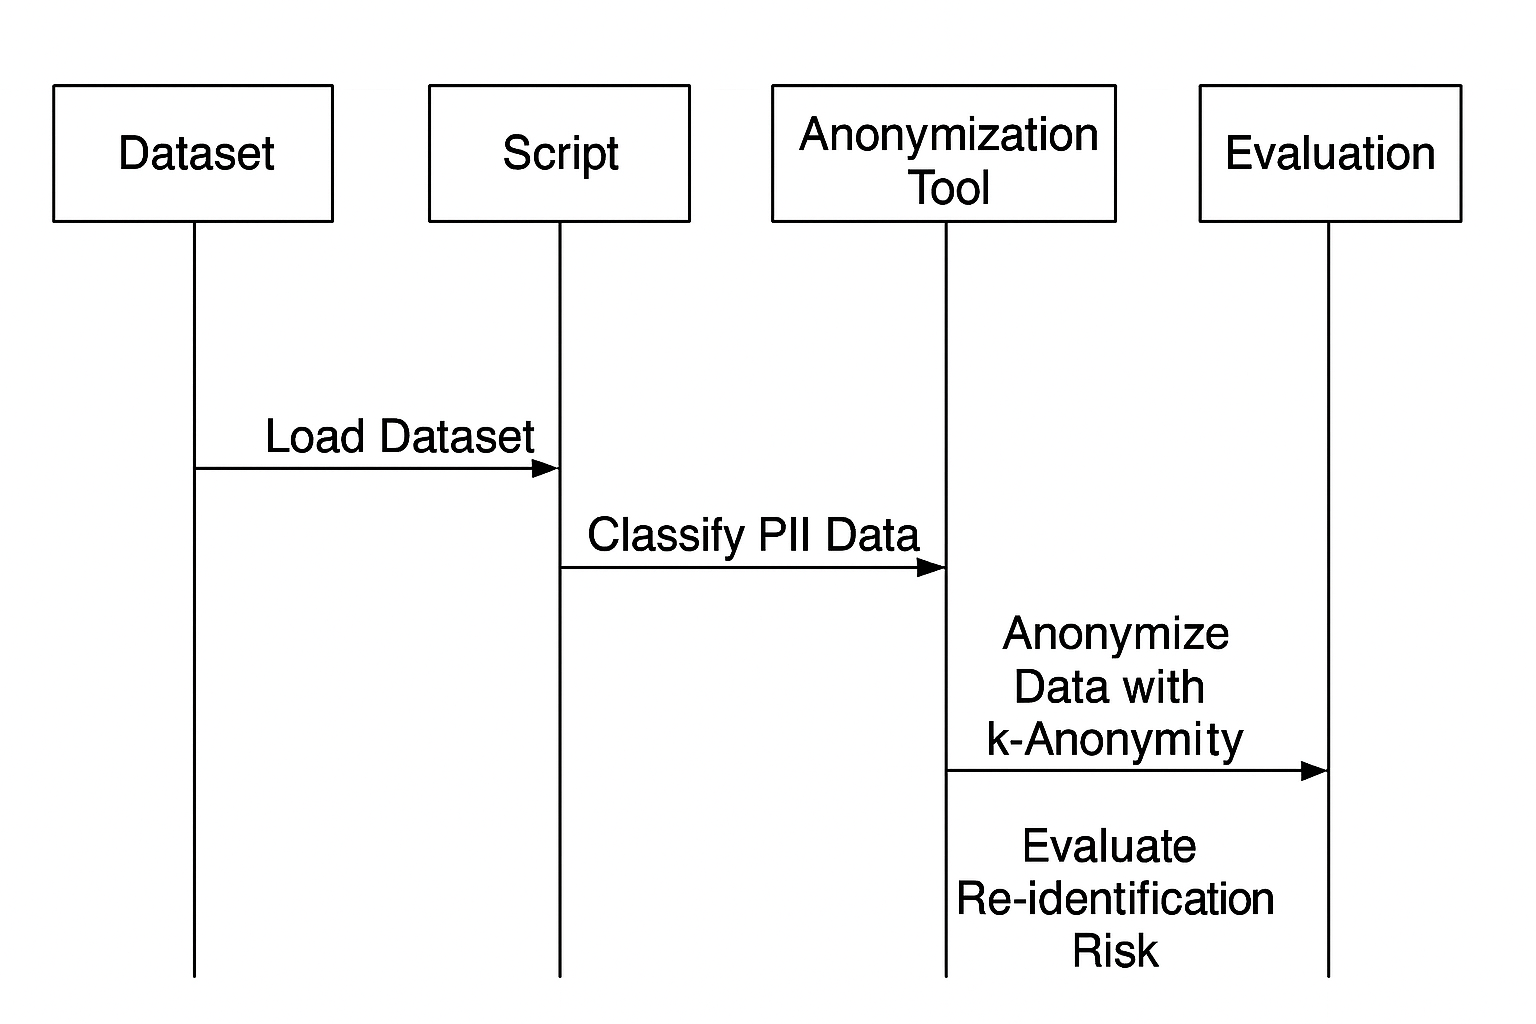 Dataset
Script
Anonymization
Tool
Evaluation
Load Dataset
Classify PII Data
Anonymize
Data with
k-Anonymity
Evaluate
Re-identification
Risk